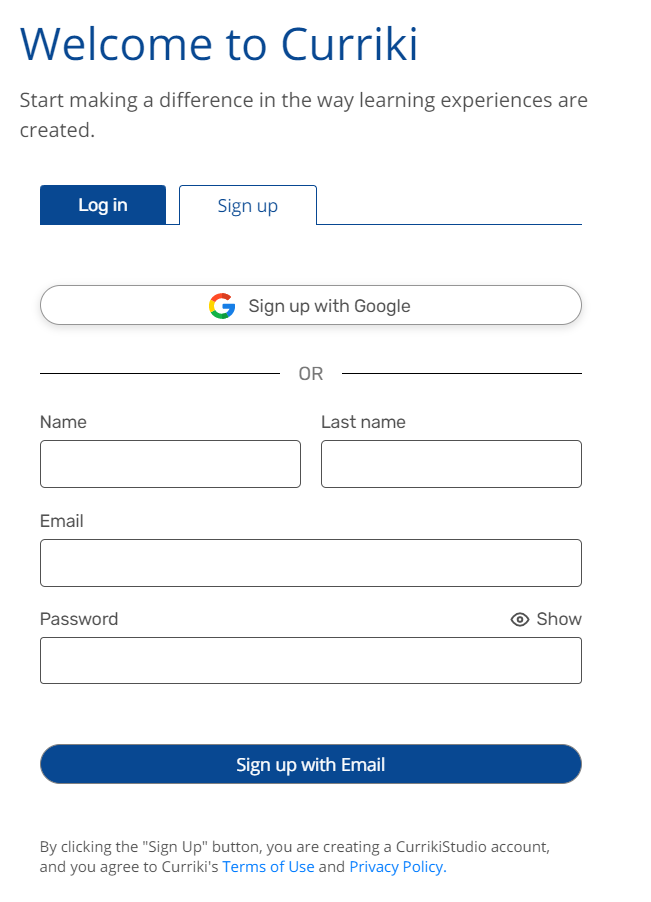 Welcome to Curriki
Start making a difference in the way learning experiences are
created.
Log in
Sign up
Sign up with Google
OR
Name
Last name
Email
Password
Show
Sign up with Email
By clicking the "Sign Up" button, you are creating a CurrikiStudio account,
and you agree to Curriki's Terms of Use and Privacy Policy.